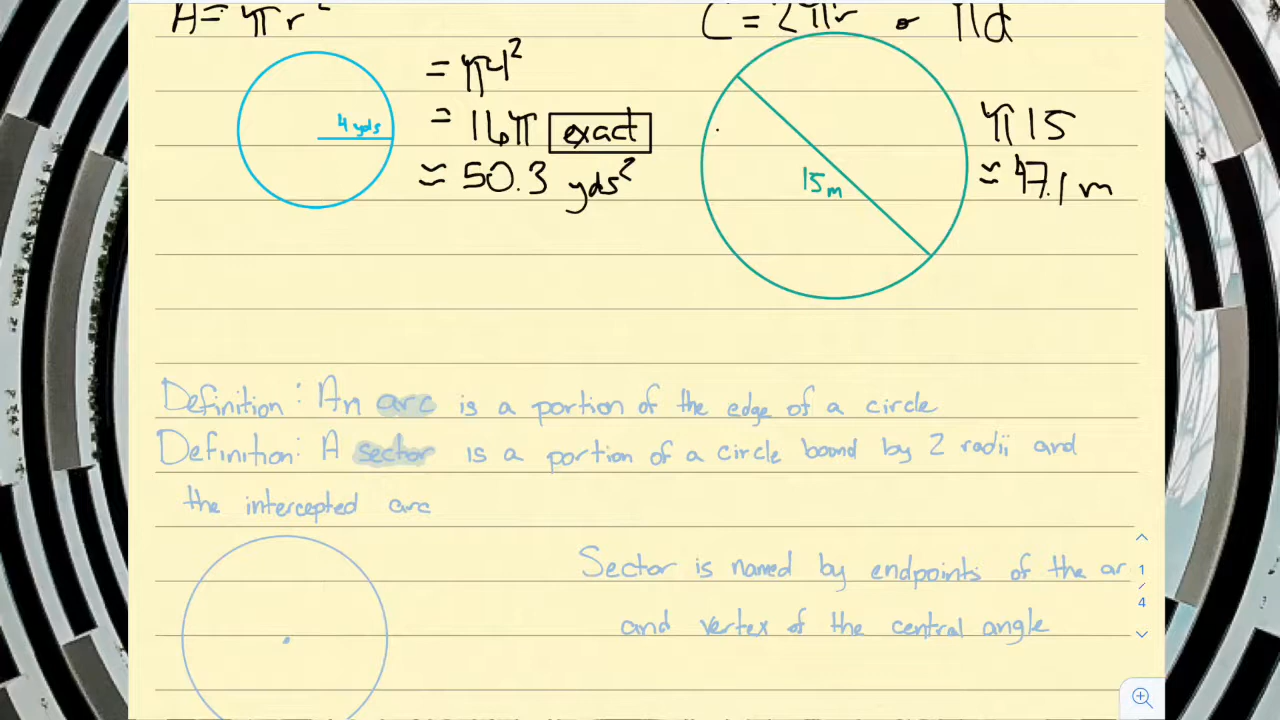 A = πr²
C = 2πr or πd
4 yds
= π4²
= 16π exact
≈ 50.3 yds²
15m
π15
≈ 47.1 m
Definition: An arc is a portion of the edge of a circle
Definition: A sector is a portion of a circle bound by 2 radii and
the intercepted arc
Sector is named by endpoints of the ar
and vertex of the central angle
1
/
4